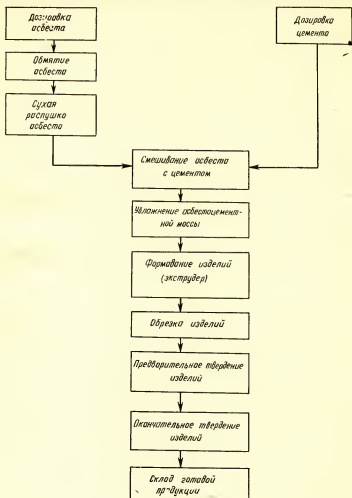 Дозировка
асбеста
Дозировка
цемента
Обмятие
асбеста
Сухая
распушка
асбеста
Смешивание асбеста
с цементом
Увлажнение асбестоцемент-
ной массы
Формование изделий
(экструдер)
Обрезка изделий
Предварительное твердение
изделий
Окончательное твердение
изделий
Склад готовой
продукции